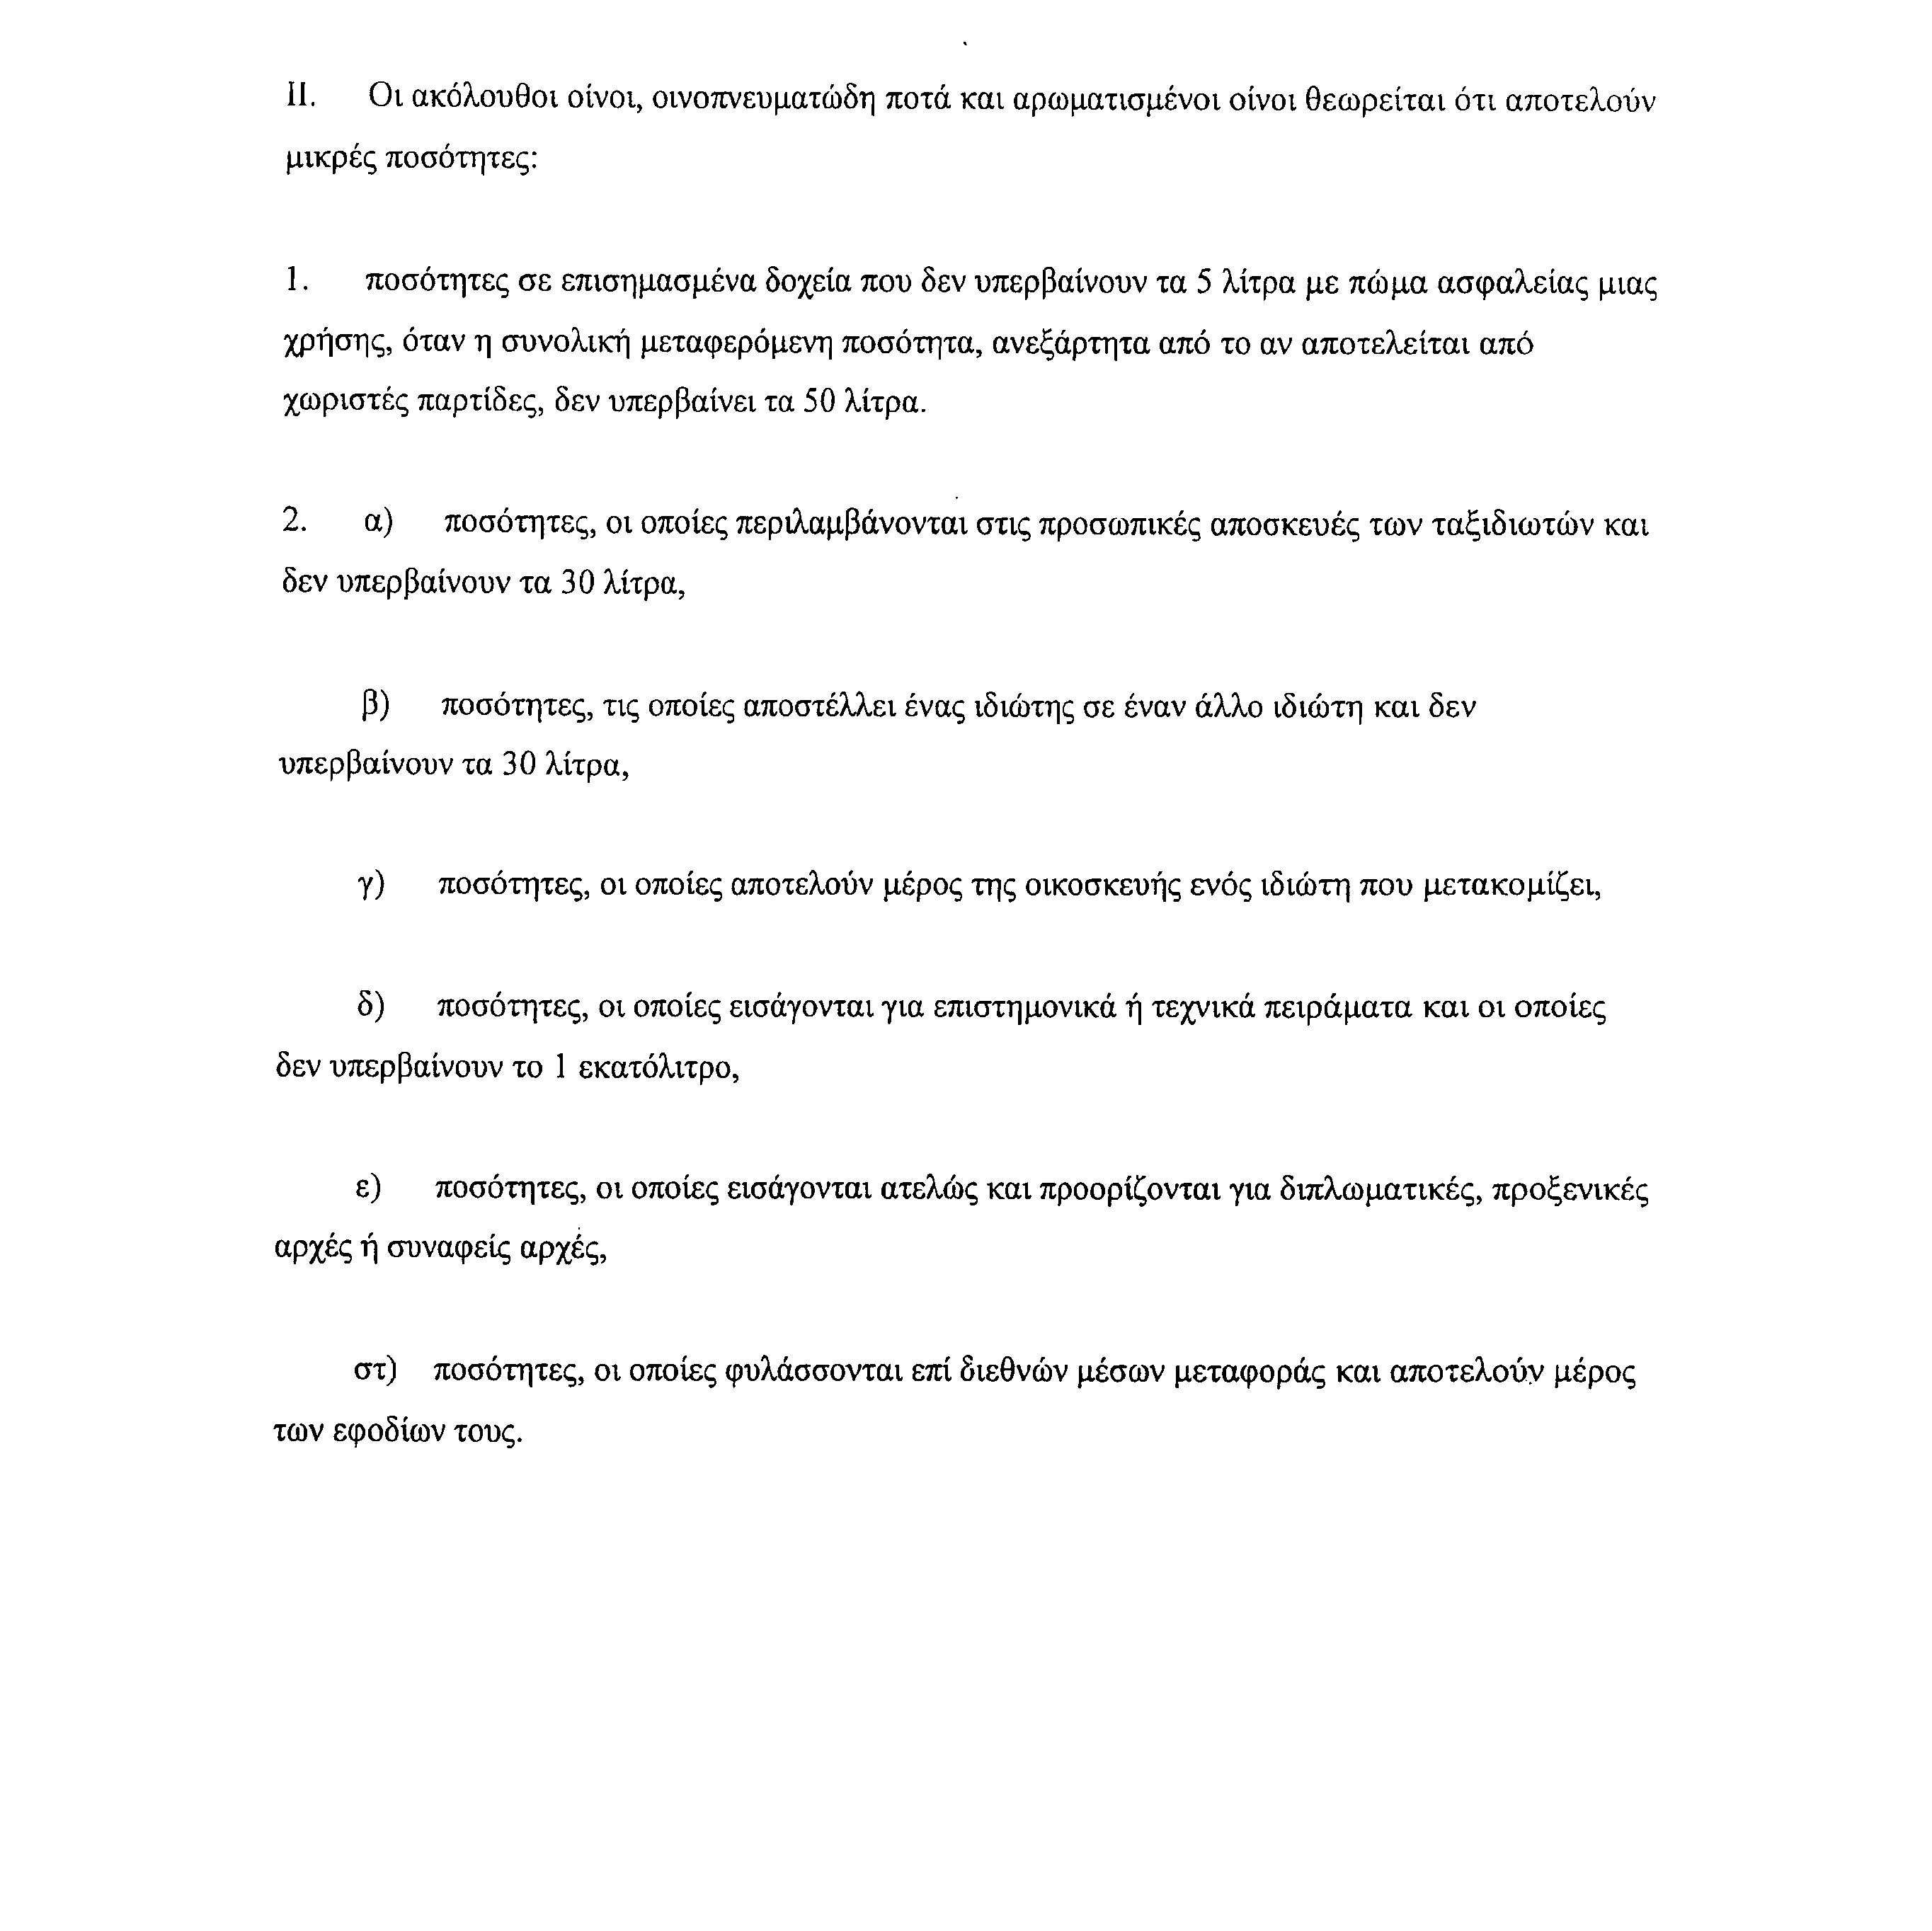 II. Οι ακόλουθοι οίνοι, οινοπνευματώδη ποτά και αρωματισμένοι οίνοι θεωρείται ότι αποτελούν
μικρές ποσότητες:
1. ποσότητες σε επισημασμένα δοχεία που δεν υπερβαίνουν τα 5 λίτρα με πώμα ασφαλείας μιας
χρήσης, όταν η συνολική μεταφερόμενη ποσότητα, ανεξάρτητα από το αν αποτελείται από
χωριστές παρτίδες, δεν υπερβαίνει τα 50 λίτρα.
2. α) ποσότητες, οι οποίες περιλαμβάνονται στις προσωπικές αποσκευές των ταξιδιωτών και
δεν υπερβαίνουν τα 30 λίτρα,
β) ποσότητες, τις οποίες αποστέλλει ένας ιδιώτης σε έναν άλλο ιδιώτη και δεν
υπερβαίνουν τα 30 λίτρα,
γ) ποσότητες, οι οποίες αποτελούν μέρος της οικοσκευής ενός ιδιώτη που μετακομίζει,
δ) ποσότητες, οι οποίες εισάγονται για επιστημονικά ή τεχνικά πειράματα και οι οποίες
δεν υπερβαίνουν το 1 εκατόλιτρο,
ε) ποσότητες, οι οποίες εισάγονται ατελώς και προορίζονται για διπλωματικές, προξενικές
αρχές ή συναφείς αρχές,
στ) ποσότητες, οι οποίες φυλάσσονται επί διεθνών μέσων μεταφοράς και αποτελούν μέρος
των εφοδίων τους.